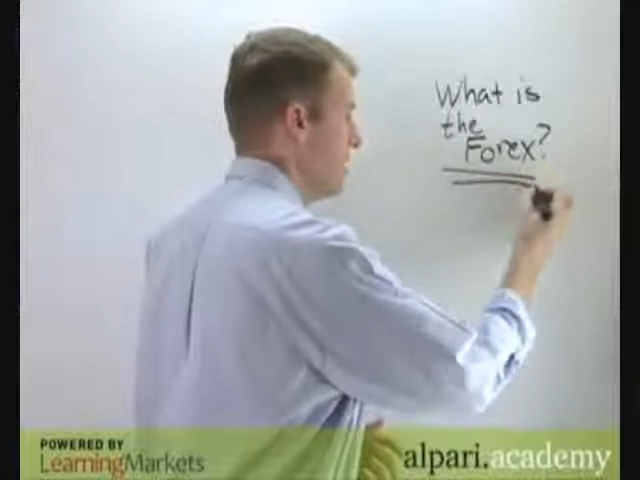 What is
the
Forex?
POWERED BY
LearningMarkets
alpari.academy